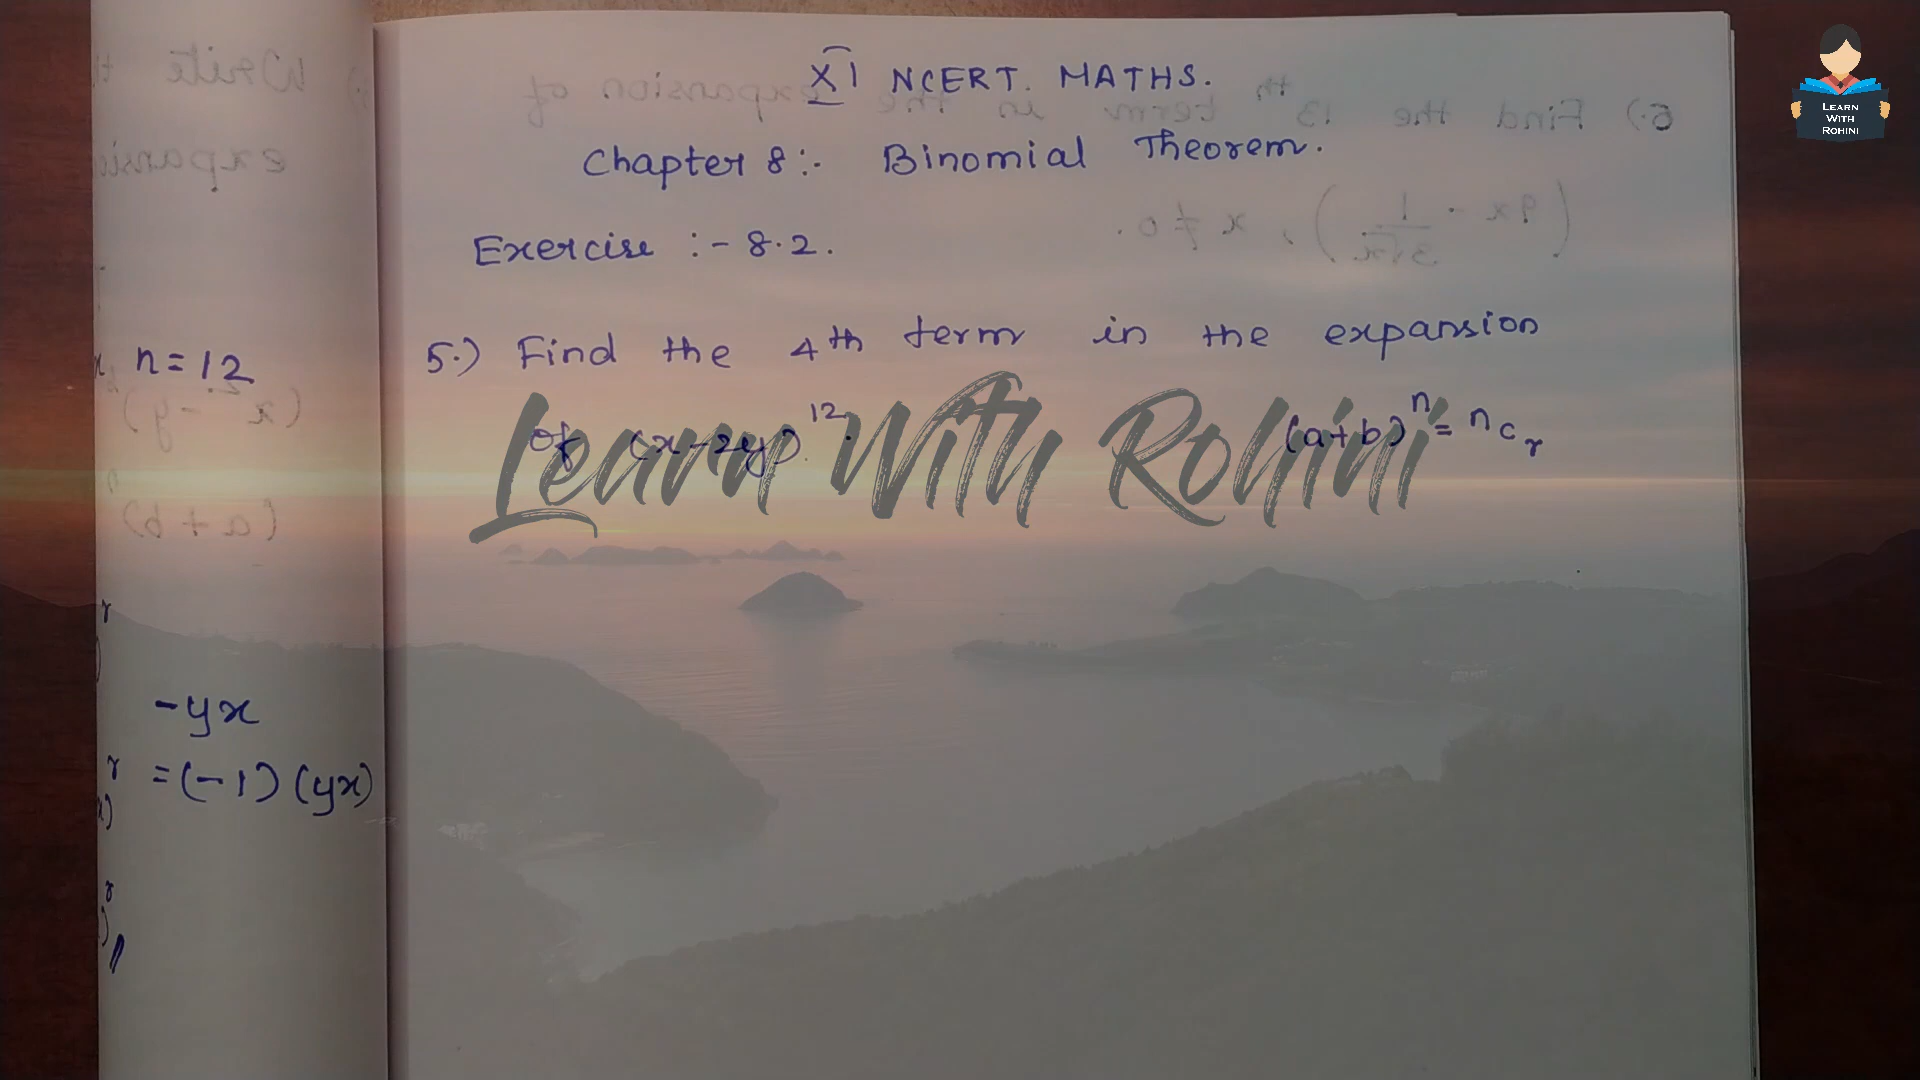 XI NCERT. MATHS.
Chapter 8:- Binomial Theorem.
Exercise :- 8.2.
5.) Find the 4th term in the expansion
of (x-2y)¹². (a+b)ⁿ = ⁿCᵣ
Learn With Rohini
LEARN
WITH
ROHINI
n=12
-yx
=(-1)(yx)